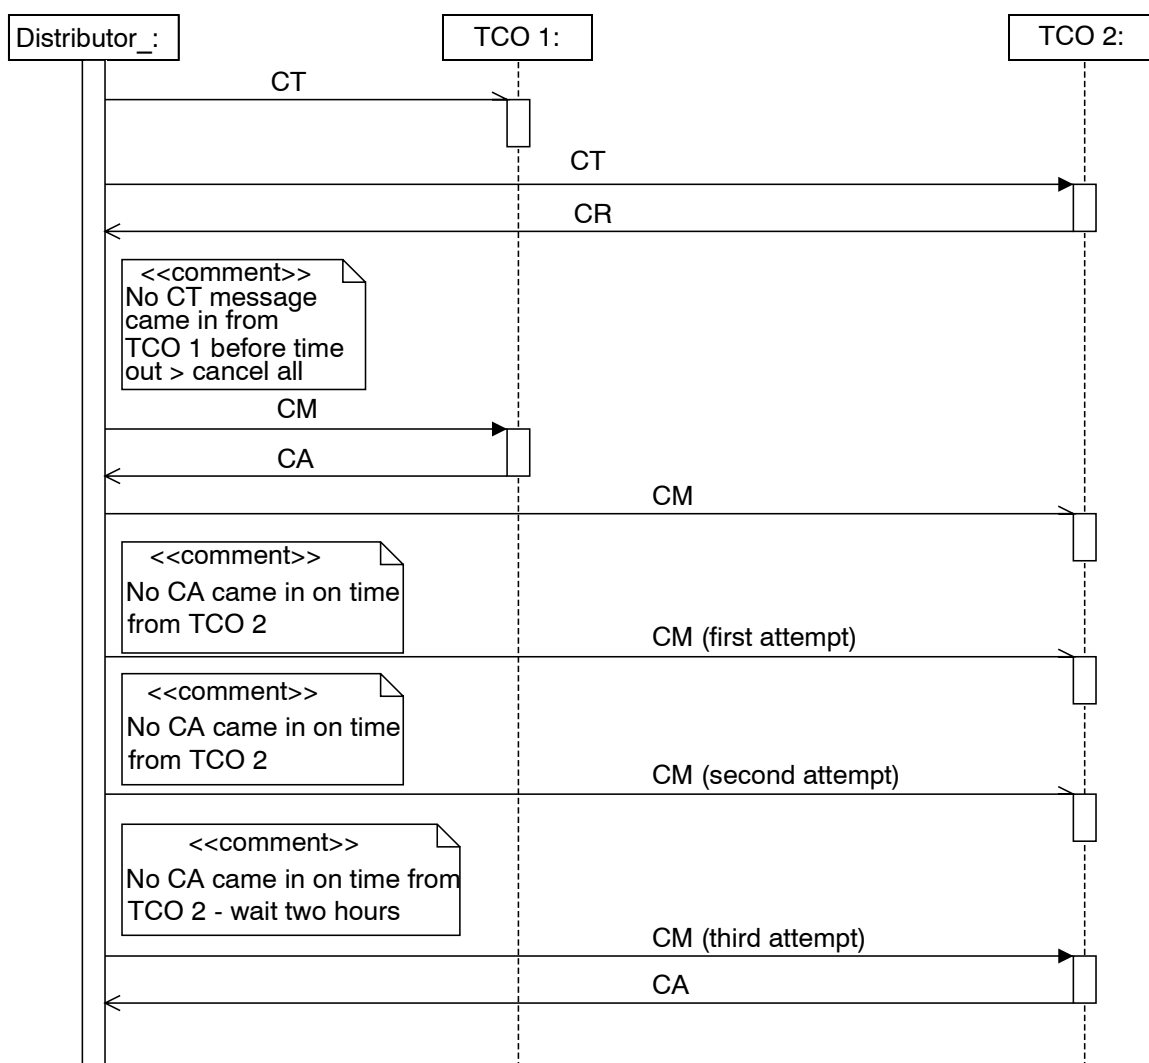 Distributor_:
TCO 1:
TCO 2:
CT
CT
CR
<<comment>>
No CT message
came in from
TCO 1 before time
out > cancel all
CM
CA
CM
<<comment>>
No CA came in on time
from TCO 2
CM (first attempt)
<<comment>>
No CA came in on time
from TCO 2
CM (second attempt)
<<comment>>
No CA came in on time from
TCO 2 - wait two hours
CM (third attempt)
CA